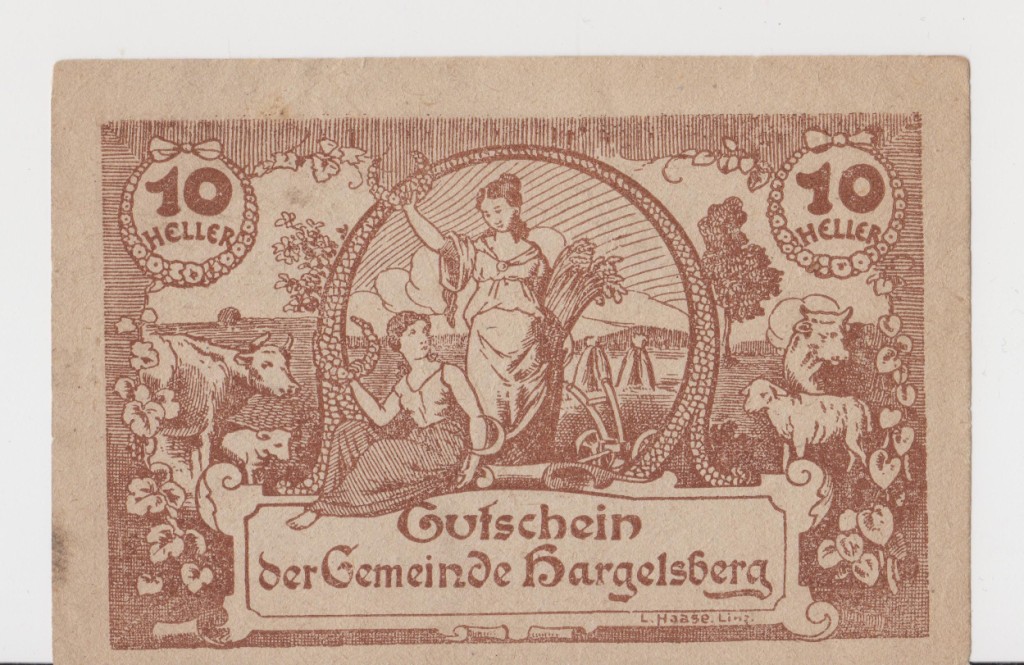 10
HELLER
10
HELLER
Gutschein
der Gemeinde Hargelsberg
L. Haase. Linz.